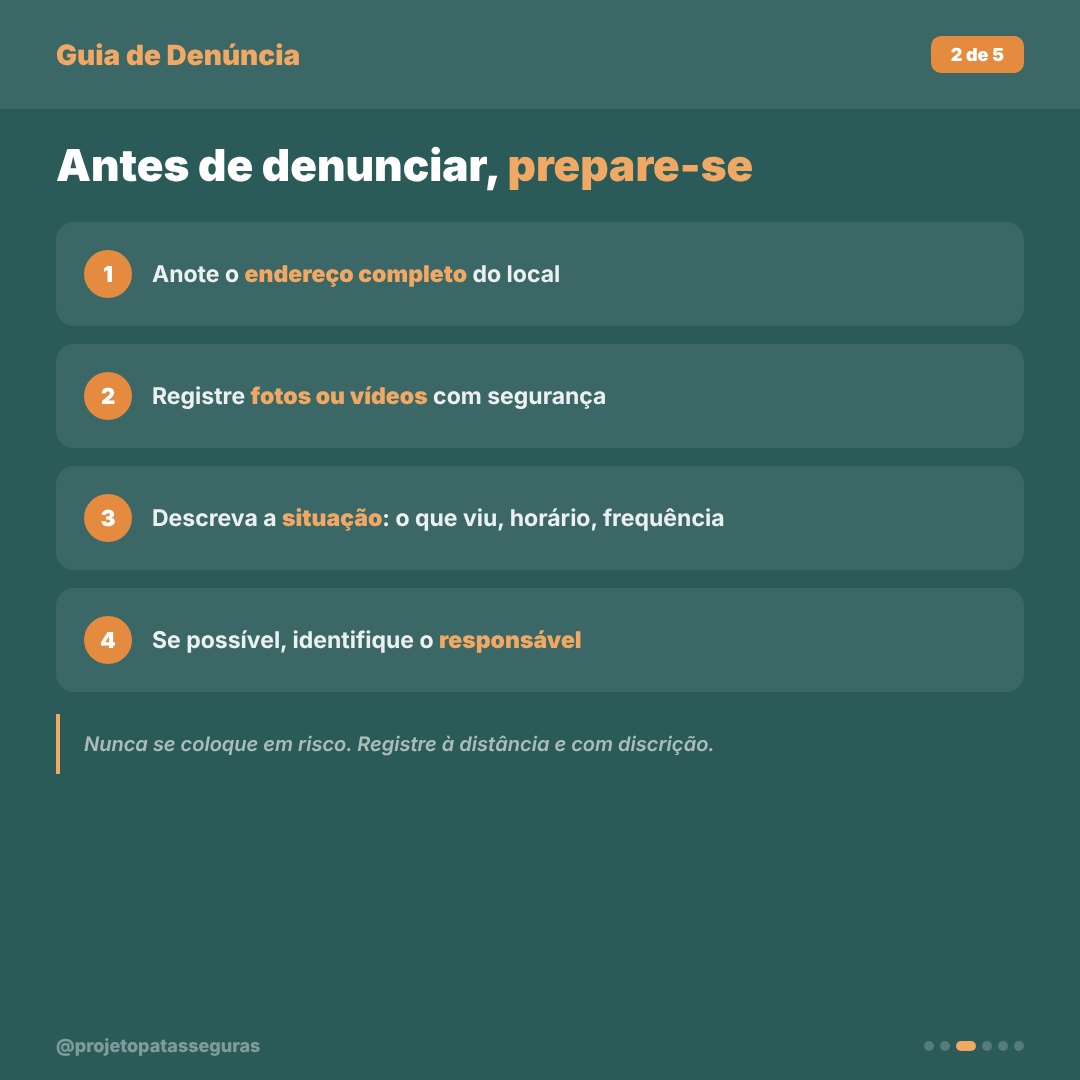 Guia de Denúncia
2 de 5
Antes de denunciar, prepare-se
1
Anote o endereço completo do local
2
Registre fotos ou vídeos com segurança
3
Descreva a situação: o que viu, horário, frequência
4
Se possível, identifique o responsável
Nunca se coloque em risco. Registre à distância e com discrição.
@projetopatasseguras